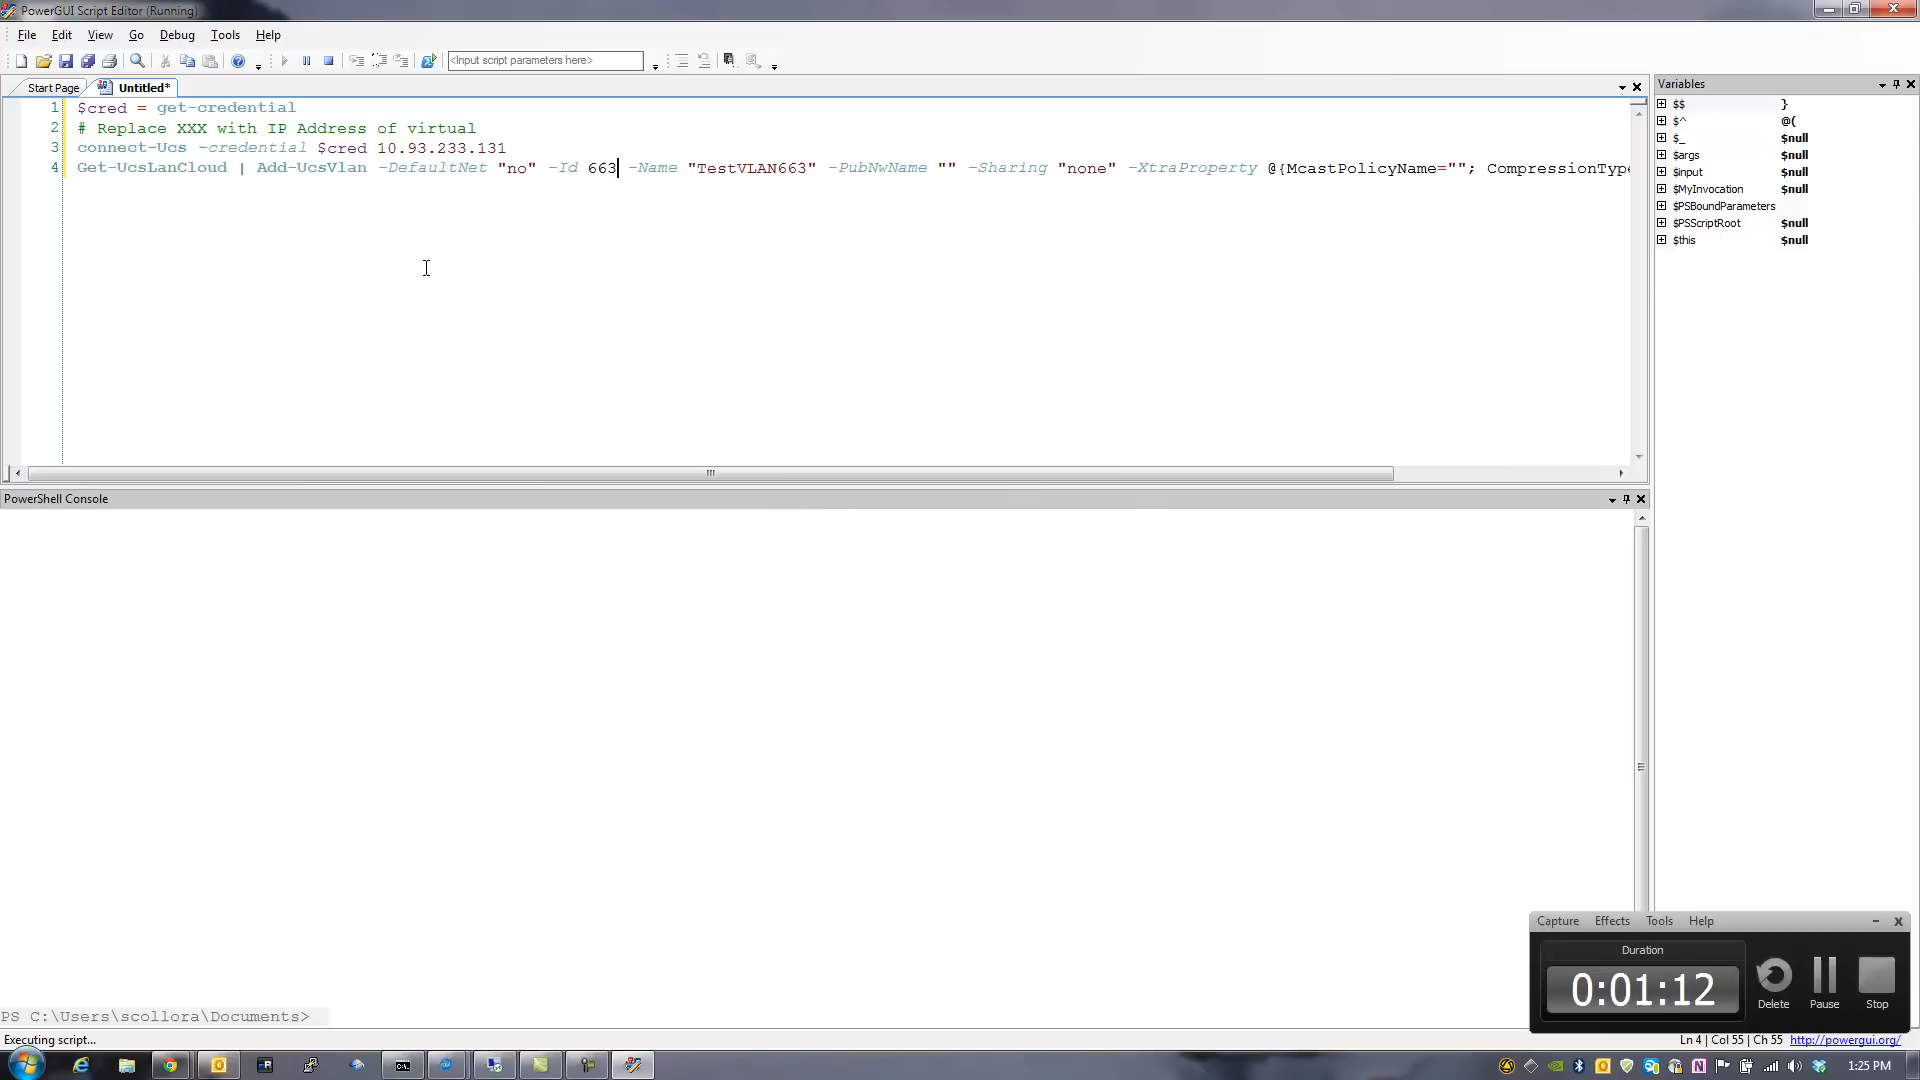 PowerGUI Script Editor (Running)
File Edit View Go Debug Tools Help
<Input script parameters here>
Start Page Untitled*
1 $cred = get-credential
2 # Replace XXX with IP Address of virtual
3 connect-Ucs -credential $cred 10.93.233.131
4 Get-UcsLanCloud | Add-UcsVlan -DefaultNet "no" -Id 663 -Name "TestVLAN663" -PubNwName "" -Sharing "none" -XtraProperty @{McastPolicyName=""; CompressionType
Variables
$$ }
$^ @(
$_ $null
$args $null
$input $null
$MyInvocation $null
$PSBoundParameters
$PSScriptRoot $null
$this $null
PowerShell Console
PS C:\Users\scollora\Documents>
Capture Effects Tools Help
Duration
0:01:12
Delete Pause Stop
Executing script...
Ln 4 | Col 55 | Ch 55 http://powergui.org/
1:25 PM